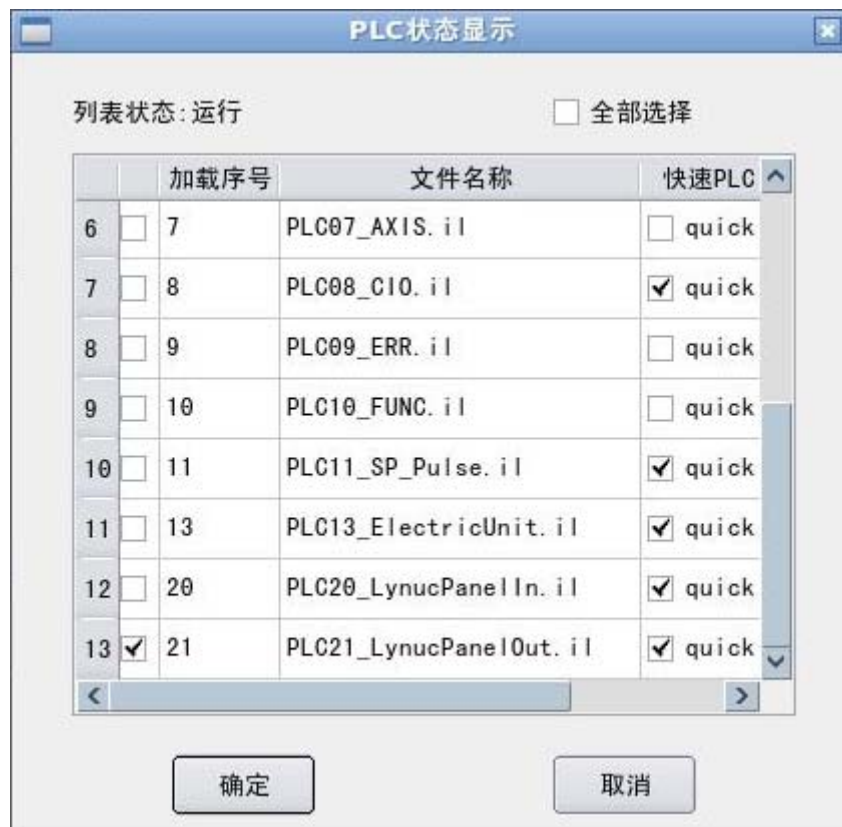 PLC状态显示
列表状态:运行 全部选择
加载序号 文件名称 快速PLC
6 7 PLC07_AXIS.il quick
7 8 PLC08_CIO.il quick
8 9 PLC09_ERR.il quick
9 10 PLC10_FUNC.il quick
10 11 PLC11_SP_Pulse.il quick
11 13 PLC13_ElectricUnit.il quick
12 20 PLC20_LynucPanelIn.il quick
13 21 PLC21_LynucPanelOut.il quick
确定 取消